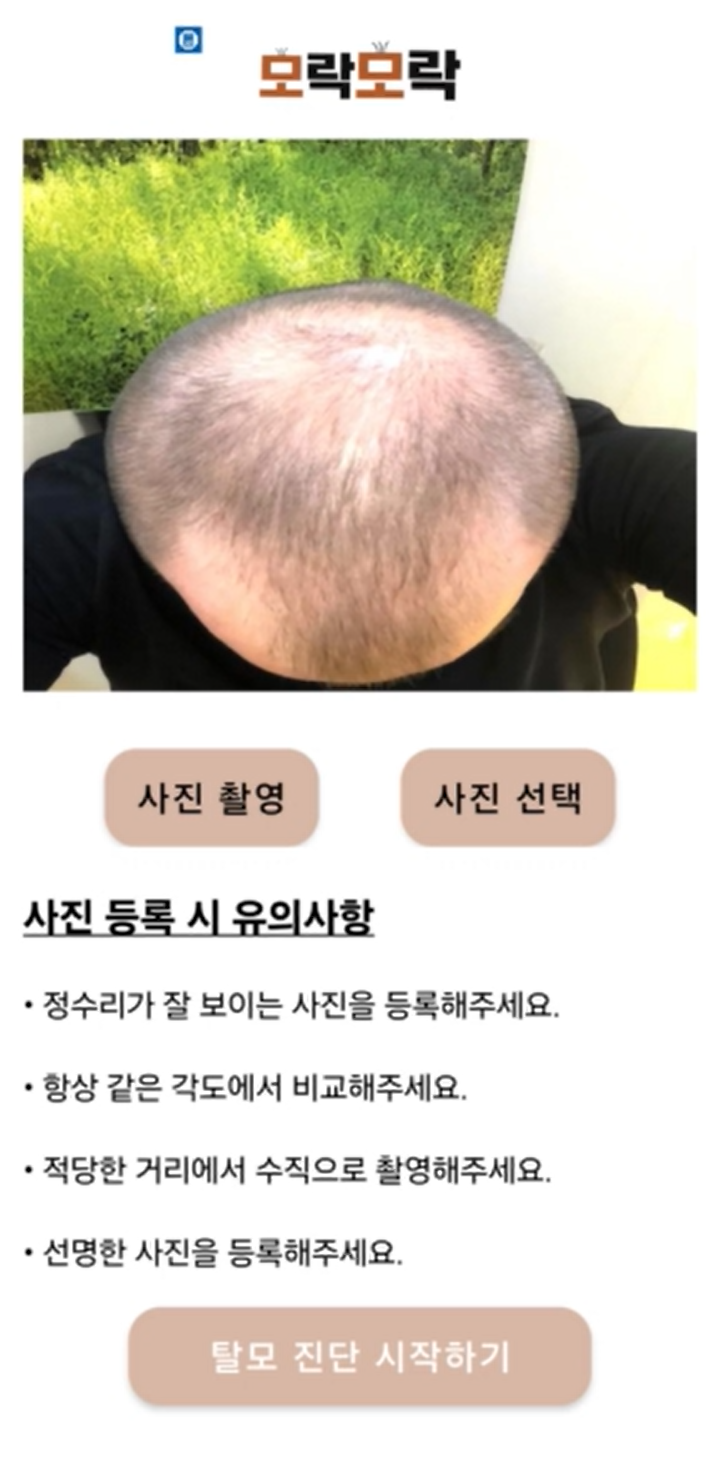 모락모락
사진 촬영
사진 선택
사진 등록 시 유의사항
• 정수리가 잘 보이는 사진을 등록해주세요.
• 항상 같은 각도에서 비교해주세요.
• 적당한 거리에서 수직으로 촬영해주세요.
• 선명한 사진을 등록해주세요.
탈모 진단 시작하기